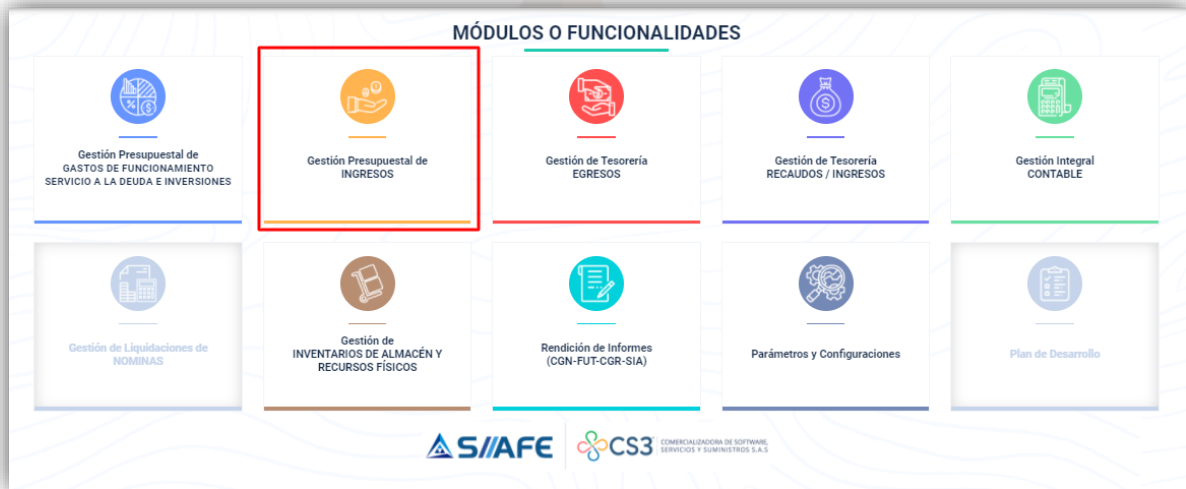 MÓDULOS O FUNCIONALIDADES
Gestión Presupuestal de
GASTOS DE FUNCIONAMIENTO
SERVICIO A LA DEUDA E INVERSIONES
Gestión Presupuestal de
INGRESOS
Gestión de Tesorería
EGRESOS
Gestión de Tesorería
RECAUDOS / INGRESOS
Gestión Integral
CONTABLE
Gestión de Liquidaciones de
NOMINAS
Gestión de
INVENTARIOS DE ALMACÉN Y
RECURSOS FÍSICOS
Rendición de Informes
(CGN-FUT-CGR-SIA)
Parámetros y Configuraciones
Plan de Desarrollo
SIIAFE
CS3
COMERCIALIZADORA DE SOFTWARE,
SERVICIOS Y SUMINISTROS S.A.S